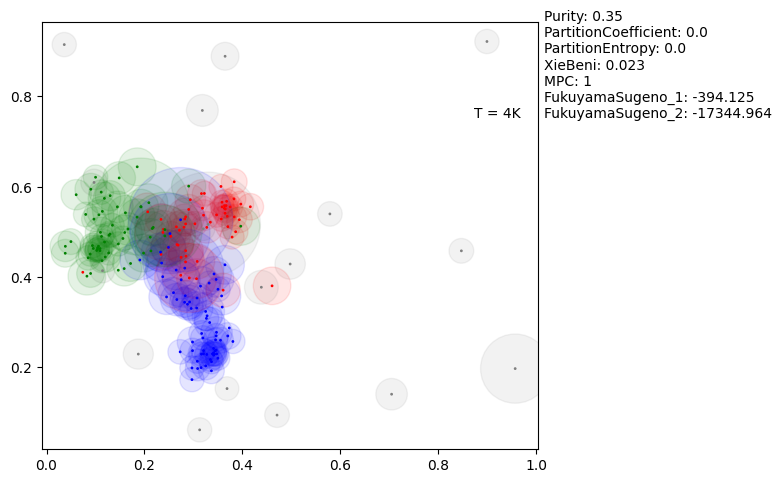 Purity: 0.35
PartitionCoefficient: 0.0
PartitionEntropy: 0.0
XieBeni: 0.023
MPC: 1
FukuyamaSugeno_1: -394.125
FukuyamaSugeno_2: -17344.964
T = 4K
0.8
0.6
0.4
0.2
0.0 0.2 0.4 0.6 0.8 1.0